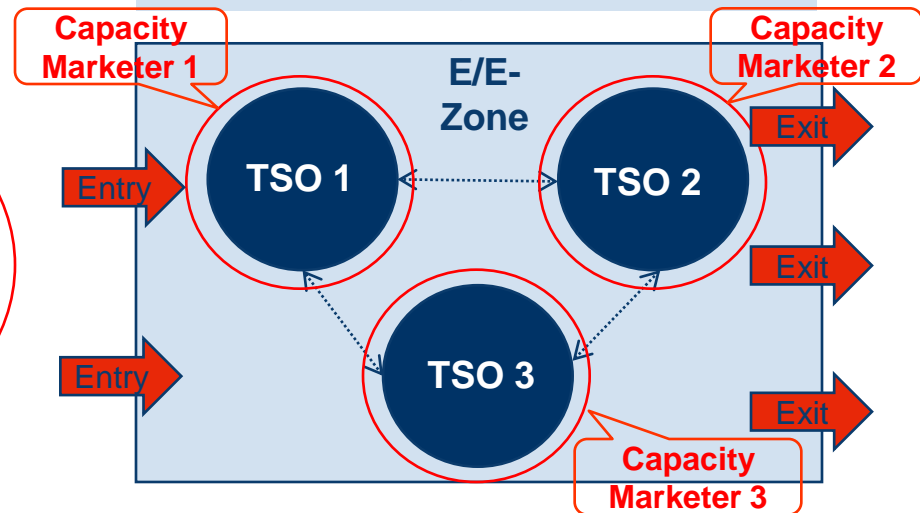 Capacity
Marketer 1
Capacity
Marketer 2
E/E-
Zone
Exit
Entry
TSO 1
TSO 2
Exit
Entry
TSO 3
Exit
Capacity
Marketer 3